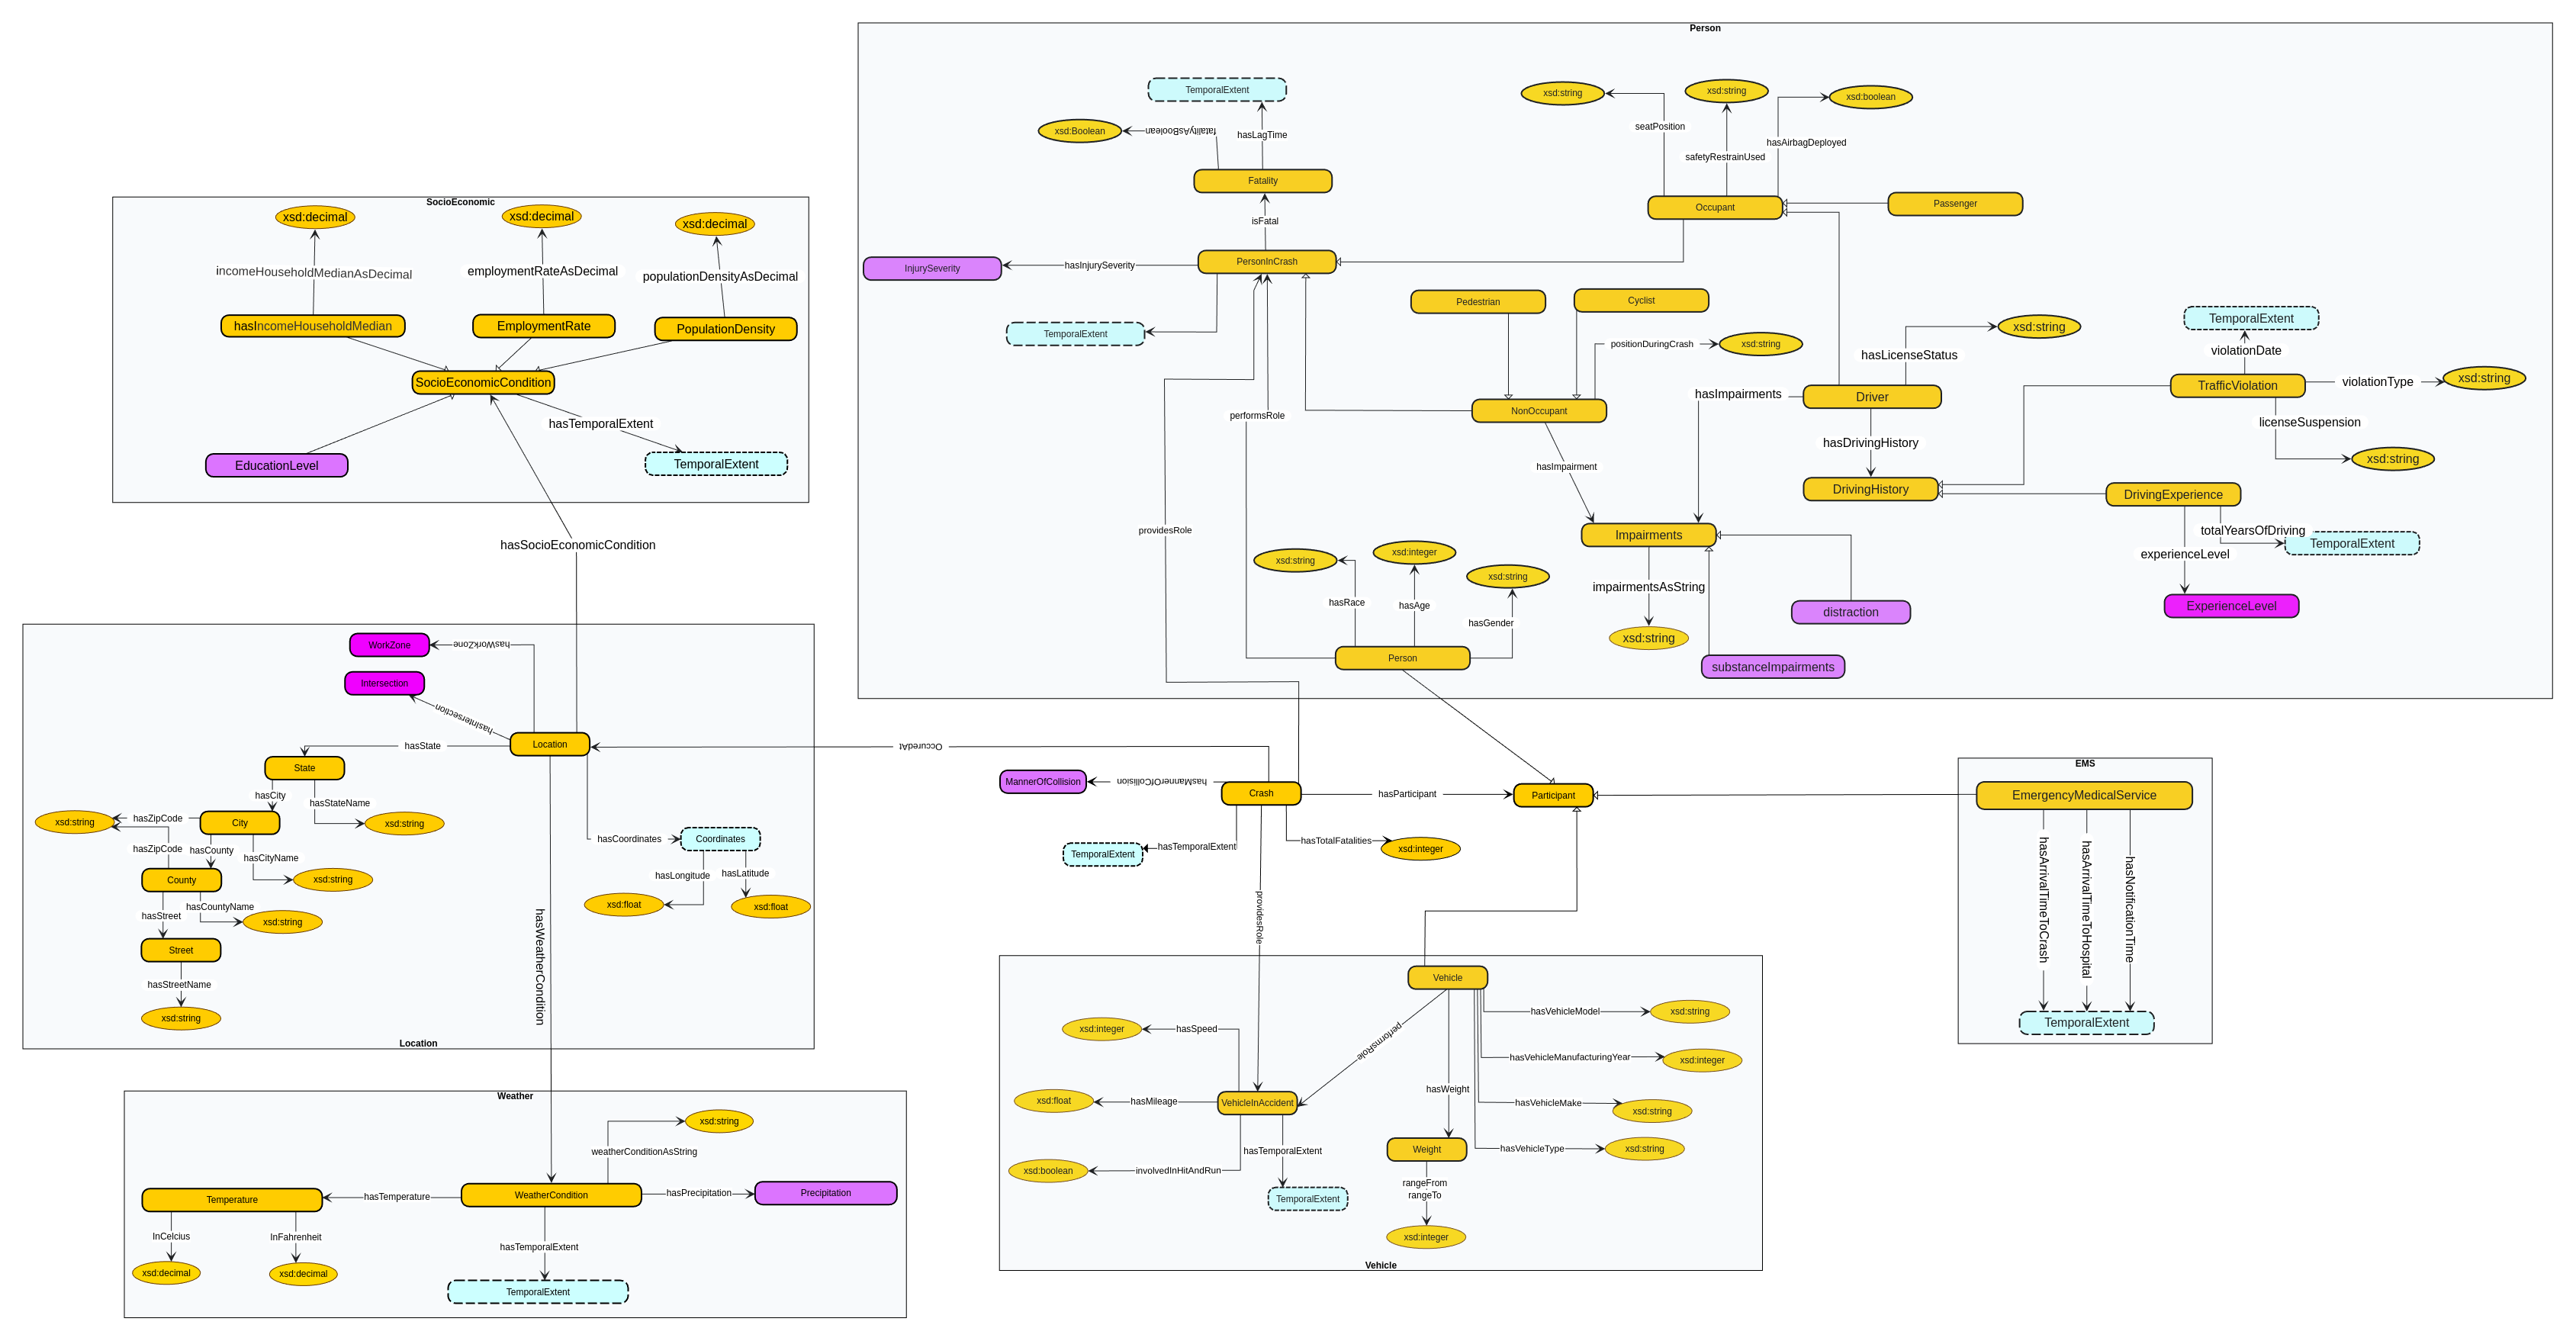 Person
TemporalExtent
xsd:Boolean
fatalityAsBoolean
hasLagTime
Fatality
isFatal
InjurySeverity
hasInjurySeverity
PersonInCrash
TemporalExtent
xsd:string
xsd:string
xsd:boolean
seatPosition
hasAirbagDeployed
safetyRestrainUsed
Occupant
Passenger
Pedestrian
Cyclist
positionDuringCrash
xsd:string
NonOccupant
performsRole
providesRole
hasImpairment
hasImpairments
hasLicenseStatus
xsd:string
Driver
hasDrivingHistory
DrivingHistory
TemporalExtent
violationDate
TrafficViolation
violationType
xsd:string
licenseSuspension
xsd:string
DrivingExperience
totalYearsOfDriving
TemporalExtent
experienceLevel
ExperienceLevel
Impairments
impairmentsAsString
xsd:string
distraction
substanceImpairments
xsd:string
xsd:integer
xsd:string
hasRace
hasAge
hasGender
Person
SocioEconomic
xsd:decimal
xsd:decimal
xsd:decimal
incomeHouseholdMedianAsDecimal
employmentRateAsDecimal
populationDensityAsDecimal
hasIncomeHouseholdMedian
EmploymentRate
PopulationDensity
SocioEconomicCondition
hasTemporalExtent
EducationLevel
TemporalExtent
hasSocioEconomicCondition
WorkZone
hasWorkZone
Intersection
hasIntersection
Location
hasState
State
hasCity
hasStateName
xsd:string
hasZipCode
City
xsd:string
hasZipCode
hasCounty
hasCityName
County
xsd:string
hasStreet
hasCountyName
xsd:string
Street
hasStreetName
xsd:string
hasCoordinates
Coordinates
hasLongitude
hasLatitude
xsd:float
xsd:float
hasWeatherCondition
Location
OccuredAt
MannerOfCollision
hasMannerOfCollision
Crash
hasParticipant
Participant
hasTemporalExtent
TemporalExtent
hasTotalFatalities
xsd:integer
providesRole
EMS
EmergencyMedicalService
hasArrivalTimeToCrash
hasArrivalTimeToHospital
hasNotificationTime
TemporalExtent
Vehicle
xsd:integer
hasSpeed
performsRole
hasVehicleModel
xsd:string
hasVehicleManufacturingYear
xsd:integer
hasWeight
xsd:float
hasMileage
VehicleInAccident
hasVehicleMake
xsd:string
hasTemporalExtent
Weight
hasVehicleType
xsd:string
xsd:boolean
involvedInHitAndRun
TemporalExtent
rangeFrom
rangeTo
xsd:integer
Vehicle
Weather
xsd:string
weatherConditionAsString
Temperature
hasTemperature
WeatherCondition
hasPrecipitation
Precipitation
InCelcius
InFahrenheit
hasTemporalExtent
xsd:decimal
xsd:decimal
TemporalExtent